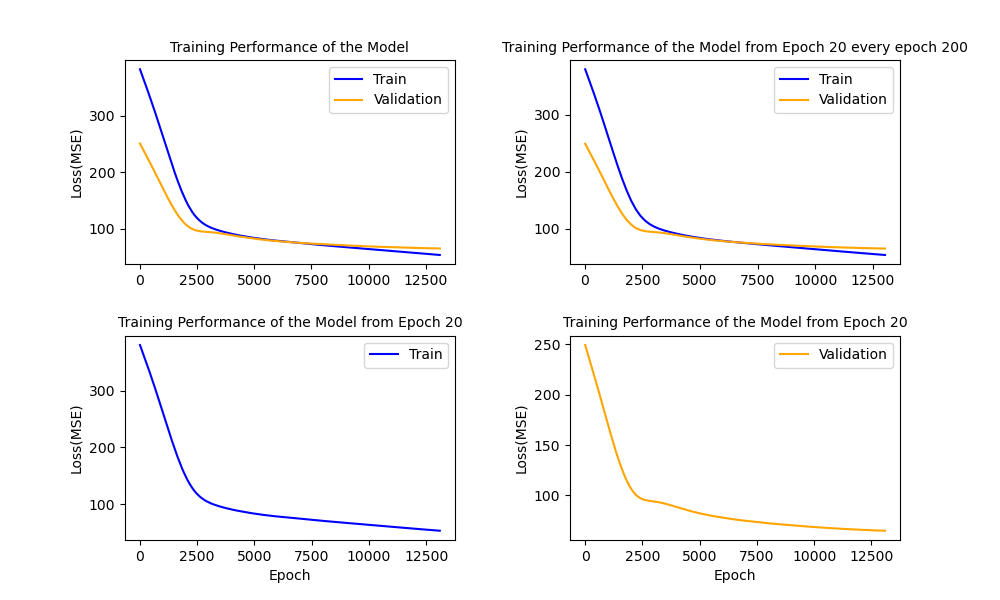 Training Performance of the Model
Loss(MSE)
300
200
100
0 2500 5000 7500 10000 12500
Train
Validation
Training Performance of the Model from Epoch 20 every epoch 200
Loss(MSE)
300
200
100
0 2500 5000 7500 10000 12500
Train
Validation
Training Performance of the Model from Epoch 20
Loss(MSE)
300
200
100
0 2500 5000 7500 10000 12500
Epoch
Train
Training Performance of the Model from Epoch 20
Loss(MSE)
250
200
150
100
0 2500 5000 7500 10000 12500
Epoch
Validation